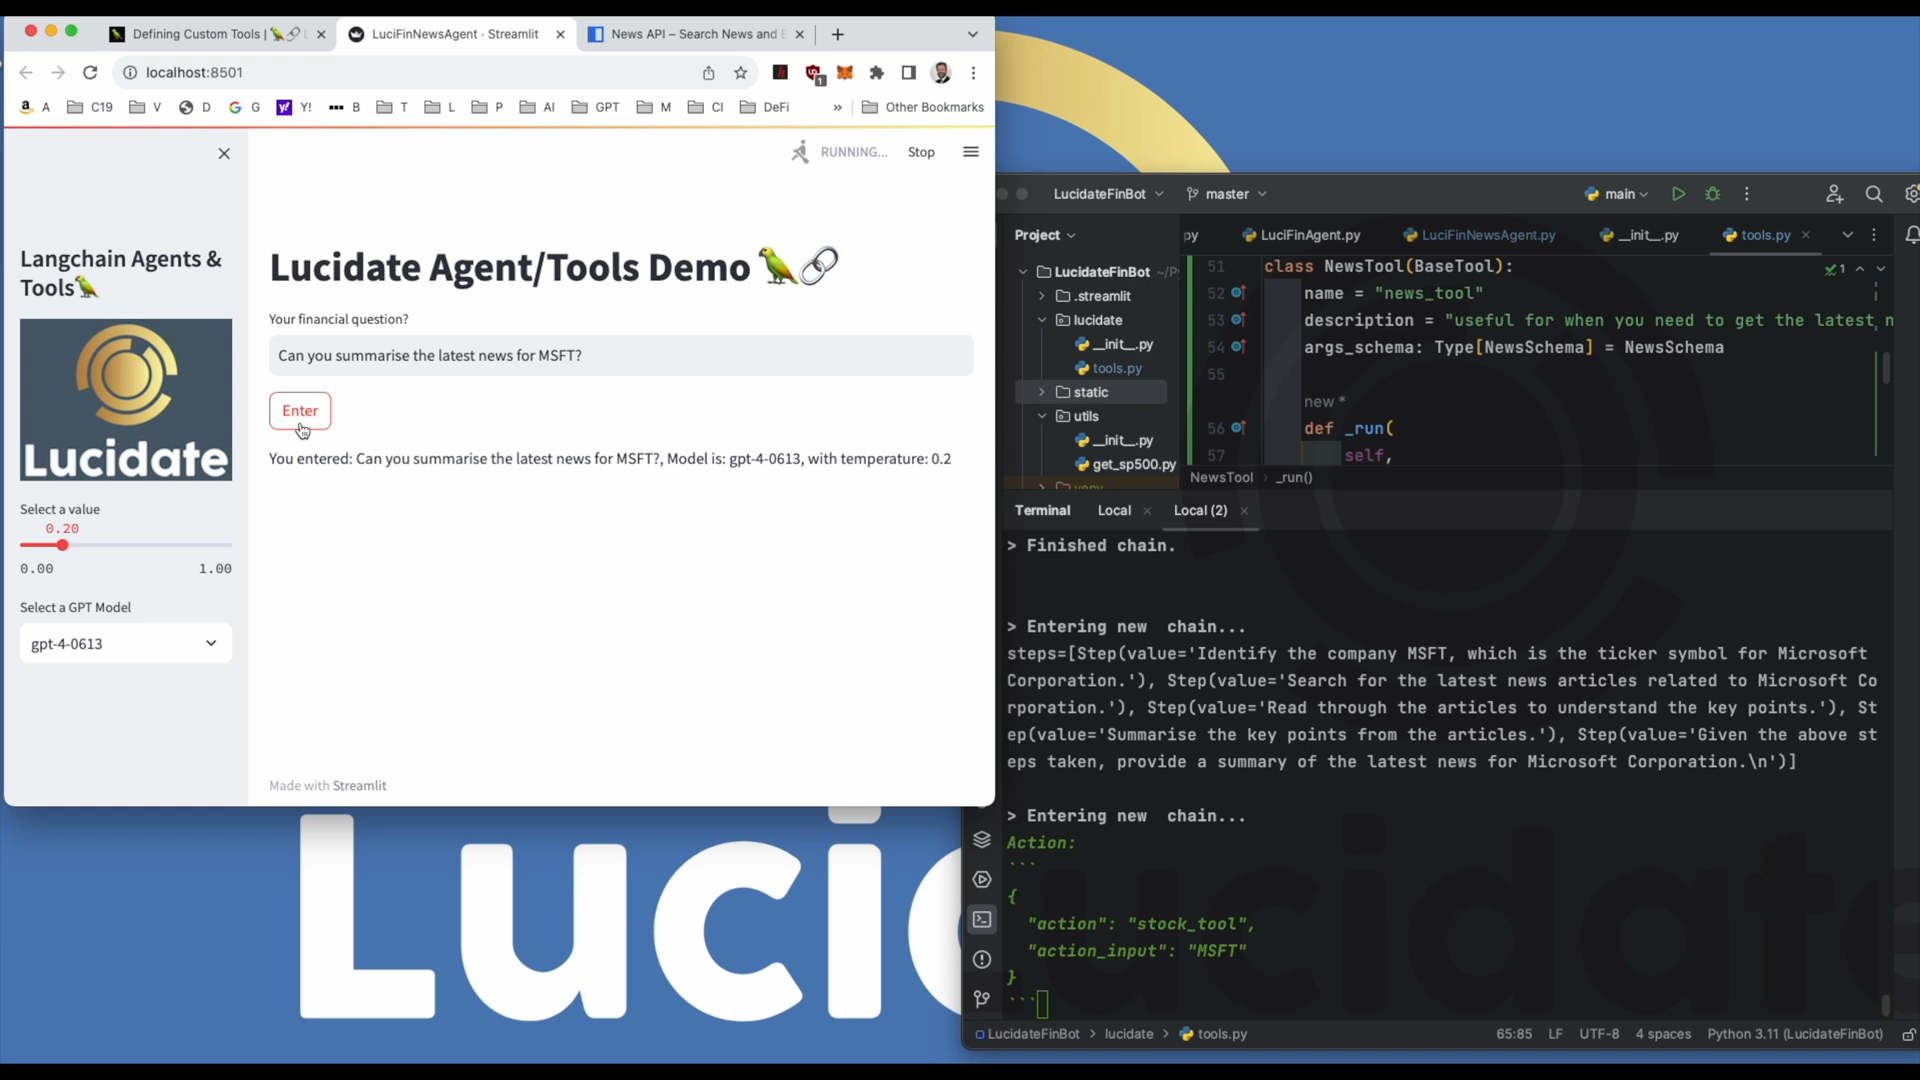 Defining Custom Tools |
LuciFinNewsAgent · Streamlit
News API – Search News and
localhost:8501
A
C19
V
D
G
Y!
B
T
L
P
AI
GPT
M
CI
DeFi
»
Other Bookmarks
RUNNING...
Stop
Langchain Agents &
Tools🦜
Lucidate
Select a value
0.20
0.00
1.00
Select a GPT Model
gpt-4-0613
Lucidate Agent/Tools Demo 🦜🔗
Your financial question?
Can you summarise the latest news for MSFT?
Enter
You entered: Can you summarise the latest news for MSFT?, Model is: gpt-4-0613, with temperature: 0.2
Made with Streamlit
LucidateFinBot
master
main
Project
py
LuciFinAgent.py
LuciFinNewsAgent.py
__init__.py
tools.py
LucidateFinBot ~/P
.streamlit
lucidate
__init__.py
tools.py
static
utils
__init__.py
get_sp500.py
51 class NewsTool(BaseTool):
52 name = "news_tool"
53 description = "useful for when you need to get the latest n
54 args_schema: Type[NewsSchema] = NewsSchema
55
new *
56 def _run(
57 self,
1
NewsTool > _run()
Terminal
Local
Local (2)
> Finished chain.
> Entering new chain...
steps=[Step(value='Identify the company MSFT, which is the ticker symbol for Microsoft
Corporation.'), Step(value='Search for the latest news articles related to Microsoft Co
rporation.'), Step(value='Read through the articles to understand the key points.'), St
ep(value='Summarise the key points from the articles.'), Step(value='Given the above st
eps taken, provide a summary of the latest news for Microsoft Corporation.\n')]
> Entering new chain...
Action:
```
{
"action": "stock_tool",
"action_input": "MSFT"
}
```
LucidateFinBot > lucidate > tools.py
65:85 LF UTF-8 4 spaces Python 3.11 (LucidateFinBot)
Luci